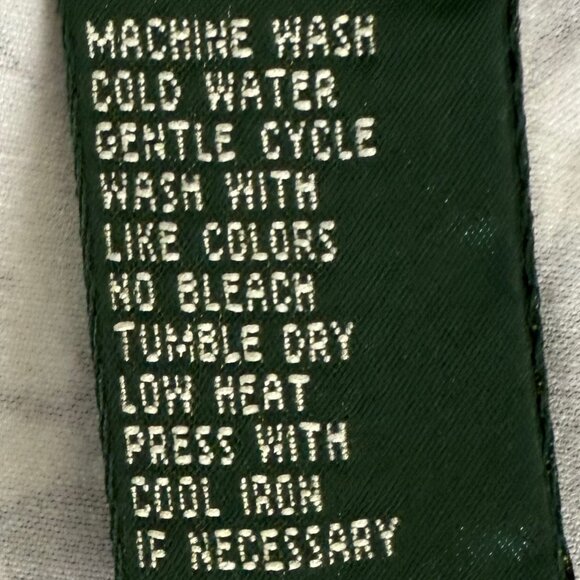 MACHINE WASH
COLD WATER
GENTLE CYCLE
WASH WITH
LIKE COLORS
NO BLEACH
TUMBLE DRY
LOW HEAT
PRESS WITH
COOL IRON
IF NECESSARY